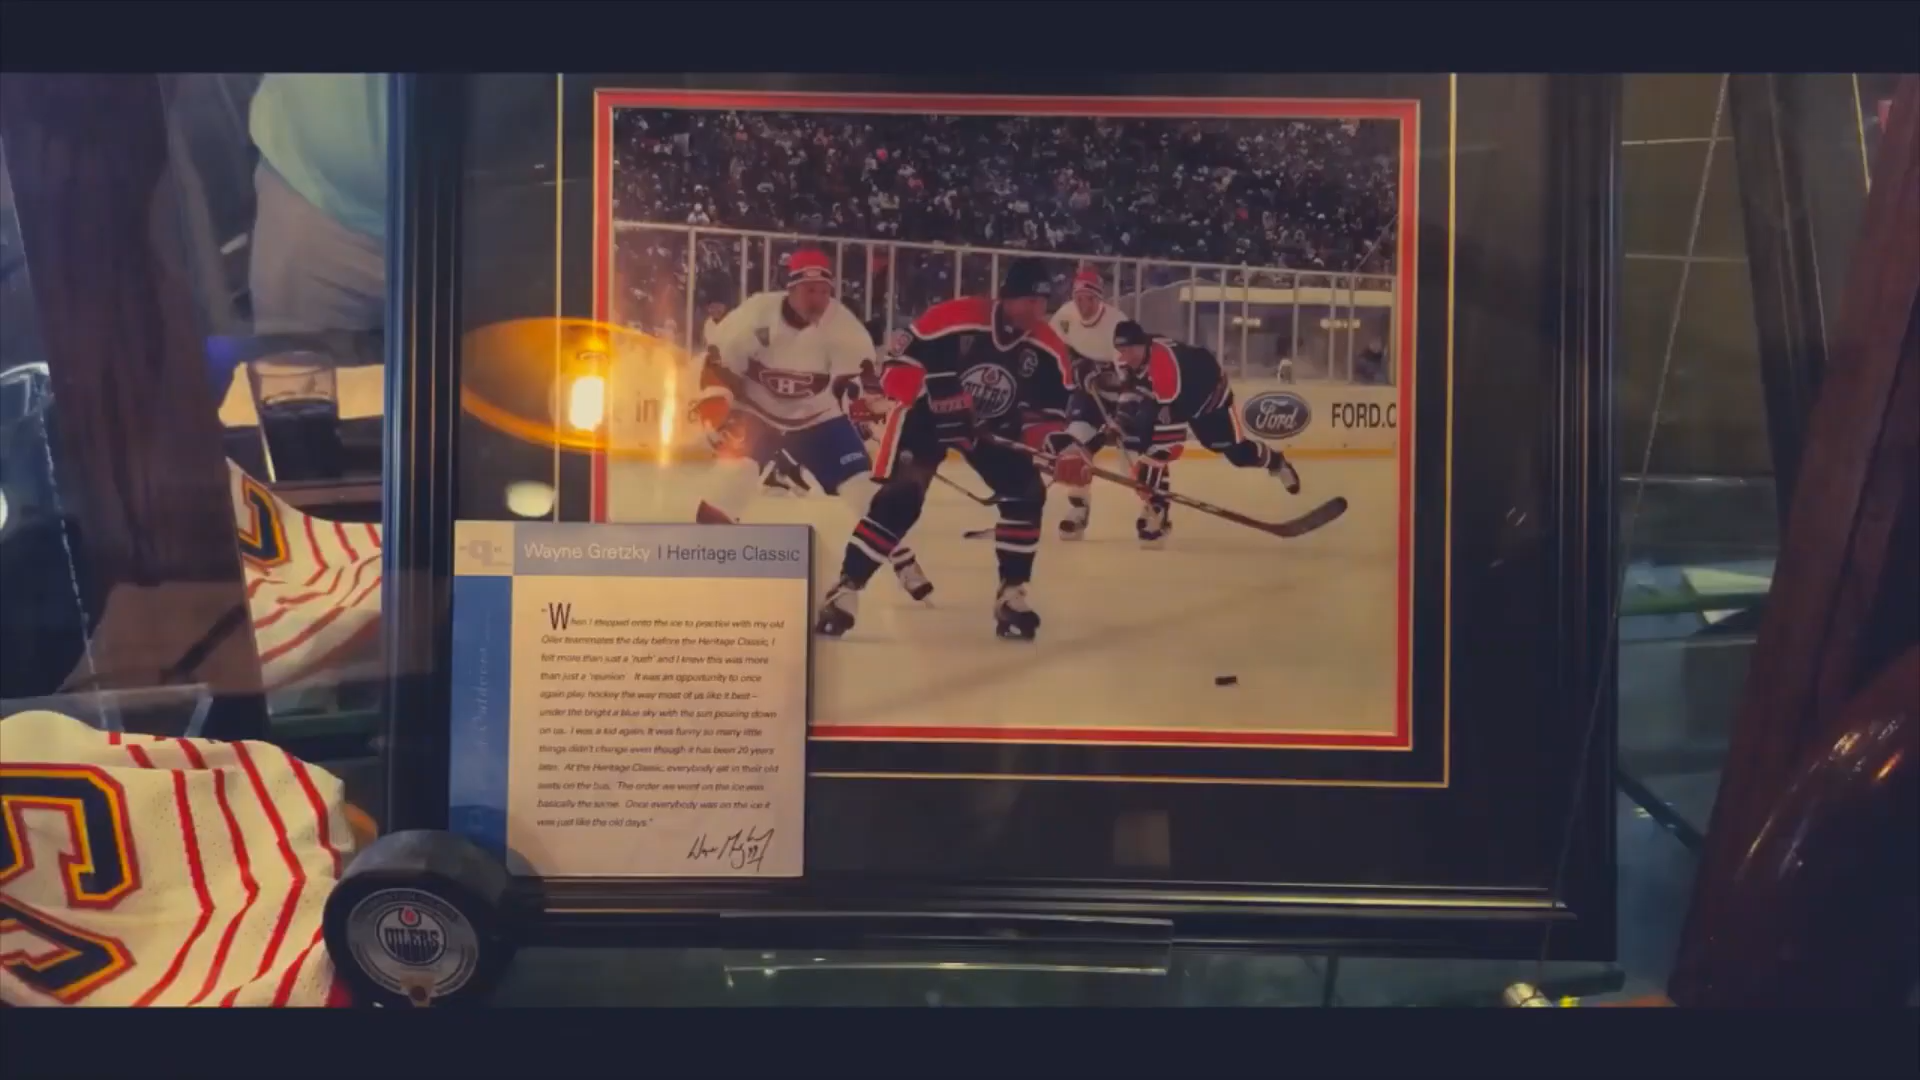 in
FORD.C
Ford
OILERS
C
H
99
Wayne Gretzky | Heritage Classic
"When I stepped onto the ice to practice with my old
Oiler teammates the day before the Heritage Classic, I
felt more than just a 'rush' and I knew this was more
than just a 'reunion'. It was an opportunity to once
again play hockey the way most of us like it best –
under the bright a blue sky with the sun pouring down
on us. I was a kid again. It was funny so many little
things didn't change even though it has been 20 years
later. At the Heritage Classic, everybody sat in their old
seats on the bus. The order we went on the ice was
basically the same. Once everybody was on the ice it
was just like the old days."
Wayne Gretzky 99
OILERS